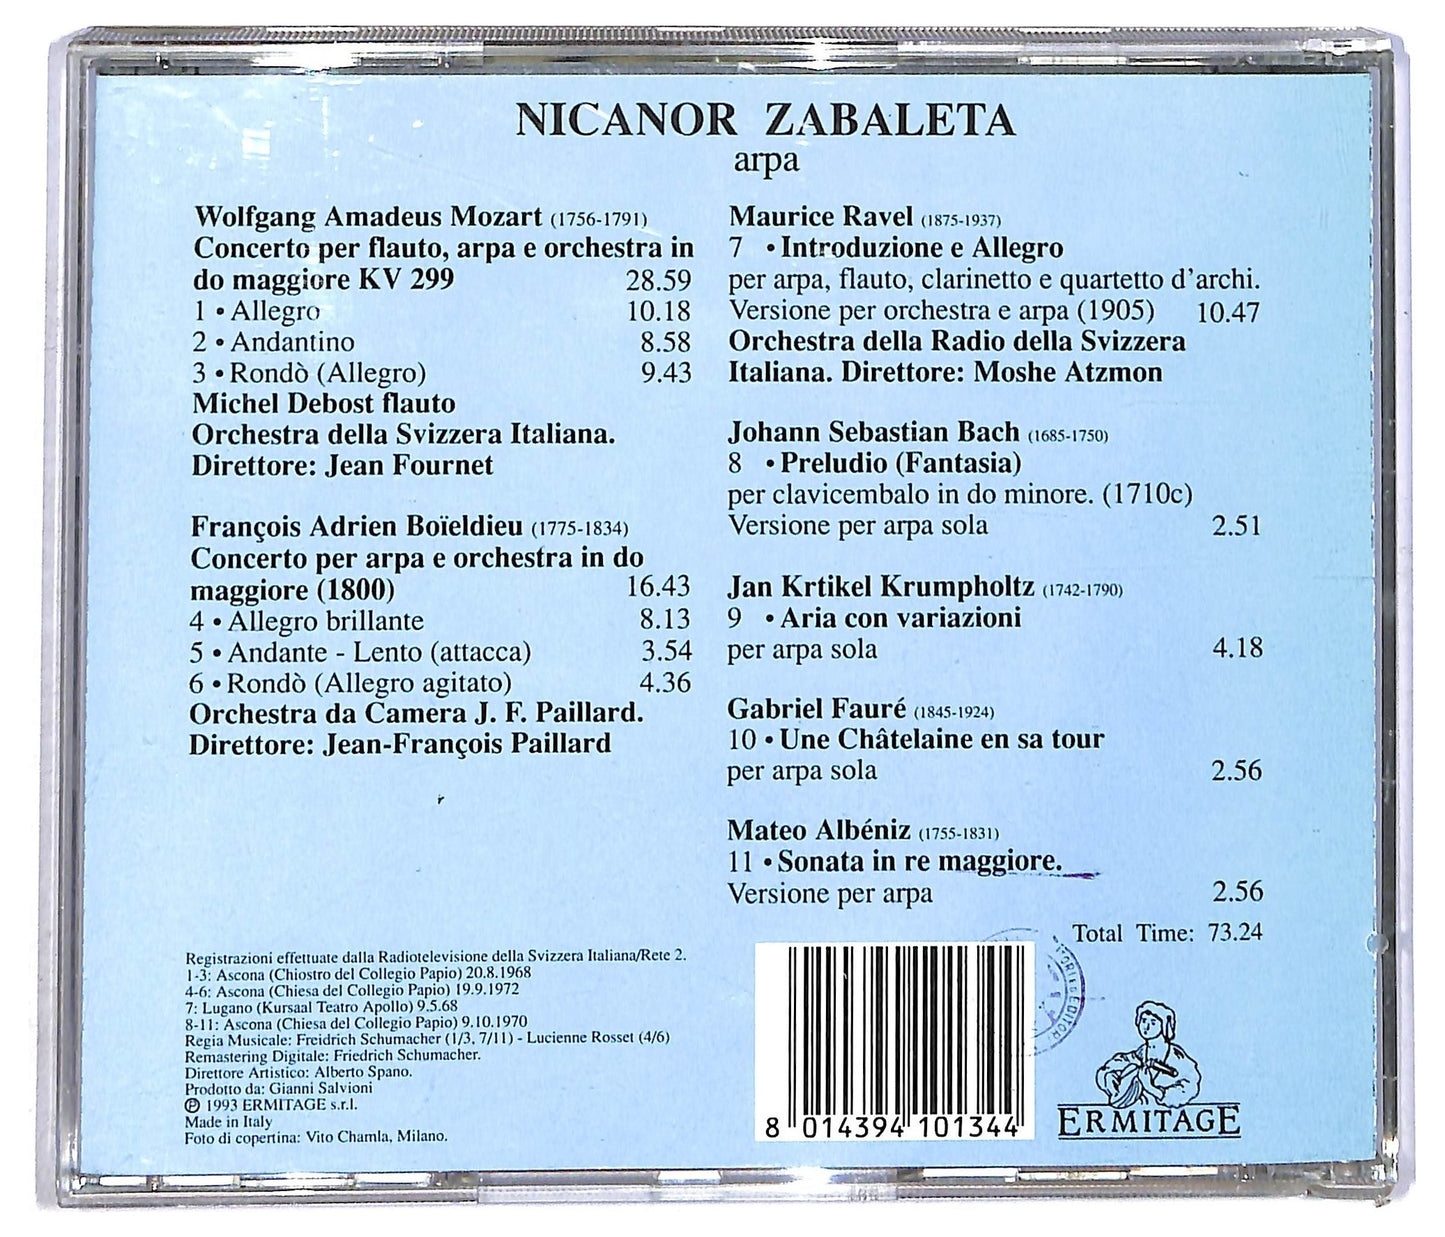 NICANOR ZABALETA
arpa
Wolfgang Amadeus Mozart (1756-1791)
Concerto per flauto, arpa e orchestra in
do maggiore KV 299 28.59
1 • Allegro 10.18
2 • Andantino 8.58
3 • Rondò (Allegro) 9.43
Michel Debost flauto
Orchestra della Svizzera Italiana.
Direttore: Jean Fournet
François Adrien Boïeldieu (1775-1834)
Concerto per arpa e orchestra in do
maggiore (1800) 16.43
4 • Allegro brillante 8.13
5 • Andante - Lento (attacca) 3.54
6 • Rondò (Allegro agitato) 4.36
Orchestra da Camera J. F. Paillard.
Direttore: Jean-François Paillard
Maurice Ravel (1875-1937)
7 • Introduzione e Allegro
per arpa, flauto, clarinetto e quartetto d'archi.
Versione per orchestra e arpa (1905) 10.47
Orchestra della Radio della Svizzera
Italiana. Direttore: Moshe Atzmon
Johann Sebastian Bach (1685-1750)
8 • Preludio (Fantasia)
per clavicembalo in do minore. (1710c)
Versione per arpa sola 2.51
Jan Krtikel Krumpholtz (1742-1790)
9 • Aria con variazioni
per arpa sola 4.18
Gabriel Fauré (1845-1924)
10 • Une Châtelaine en sa tour
per arpa sola 2.56
Mateo Albéniz (1755-1831)
11 • Sonata in re maggiore.
Versione per arpa 2.56
Total Time: 73.24
Registrazioni effettuate dalla Radiotelevisione della Svizzera Italiana/Rete 2.
1-3: Ascona (Chiostro del Collegio Papio) 20.8.1968
4-6: Ascona (Chiesa del Collegio Papio) 19.9.1972
7: Lugano (Kursaal Teatro Apollo) 9.5.68
8-11: Ascona (Chiesa del Collegio Papio) 9.10.1970
Regia Musicale: Freidrich Schumacher (1/3, 7/11) - Lucienne Rosset (4/6)
Remastering Digitale: Friedrich Schumacher.
Direttore Artistico: Alberto Spano.
Prodotto da: Gianni Salvioni
℗ 1993 ERMITAGE s.r.l.
Made in Italy
Foto di copertina: Vito Chamla, Milano.
8 014394 101344
ERMITAGE